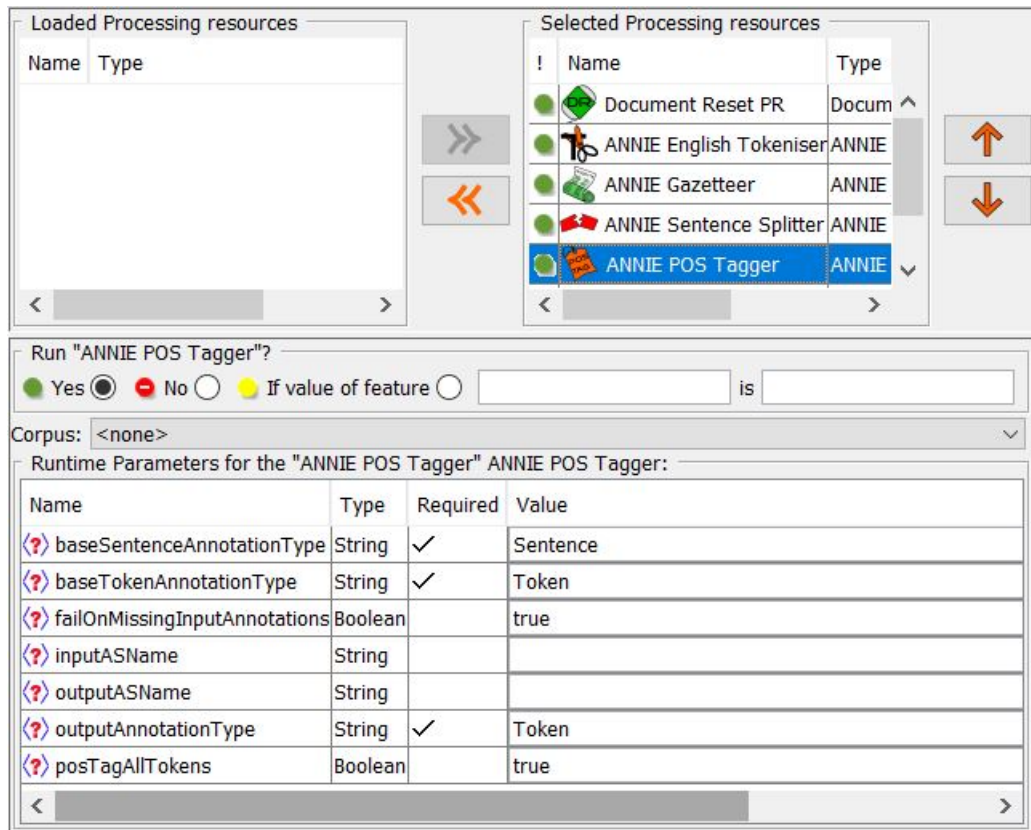 Loaded Processing resources
Name Type
Selected Processing resources
! Name Type
Document Reset PR Docum
ANNIE English Tokeniser ANNIE
ANNIE Gazetteer ANNIE
ANNIE Sentence Splitter ANNIE
ANNIE POS Tagger ANNIE
Run "ANNIE POS Tagger"?
Yes No If value of feature is
Corpus: <none>
Runtime Parameters for the "ANNIE POS Tagger" ANNIE POS Tagger:
Name Type Required Value
<?> baseSentenceAnnotationType String ✓ Sentence
<?> baseTokenAnnotationType String ✓ Token
<?> failOnMissingInputAnnotations Boolean true
<?> inputASName String
<?> outputASName String
<?> outputAnnotationType String ✓ Token
<?> posTagAllTokens Boolean true